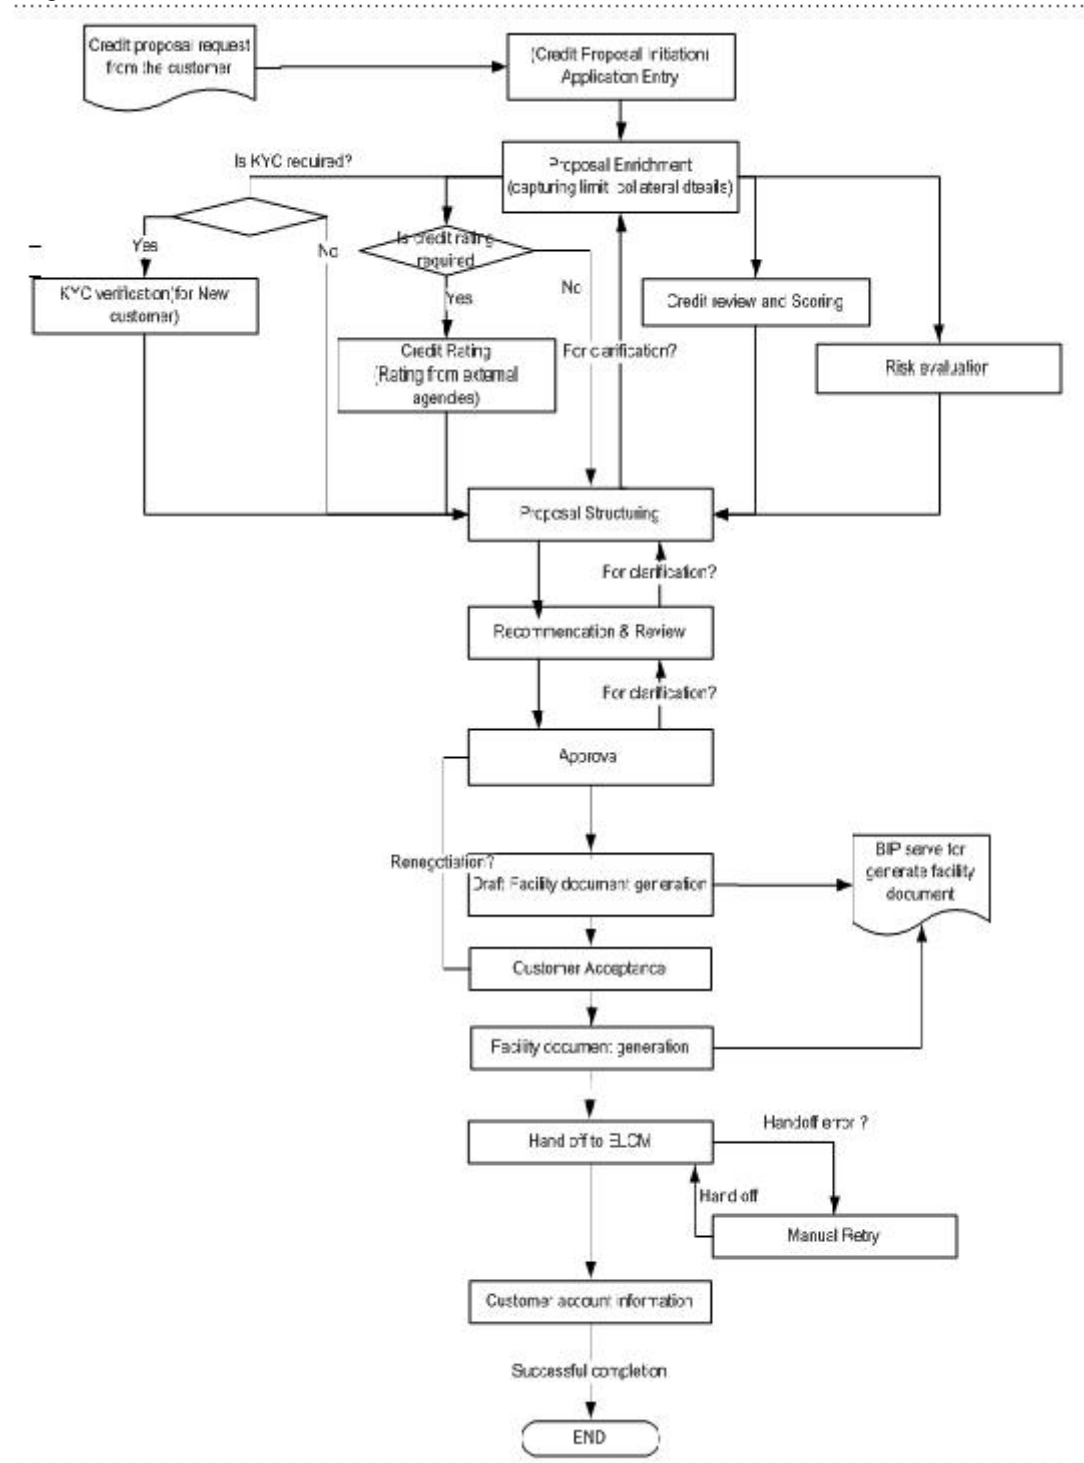 Credit proposal request
from the customer
(Credit Proposal Initiation)
Application Entry
Is KYC required?
Proposal Enrichment
(capturing limit collateral dteails)
Yes
No
Is credit rating
required
No
KYC verification(for New
customer)
Yes
Credit review and Scoring
Credit Rating
(Rating from external
agencies)
For clarification?
Risk evaluation
Proposal Structuring
For clarification?
Recommendation & Review
For clarification?
Approval
Renegotiation?
Draft Facility document generation
BIP serve for
generate facility
document
Customer Acceptance
Facility document generation
Hand off to ELCM
Handoff error ?
Hand off
Manual Retry
Customer account information
Successful completion
END